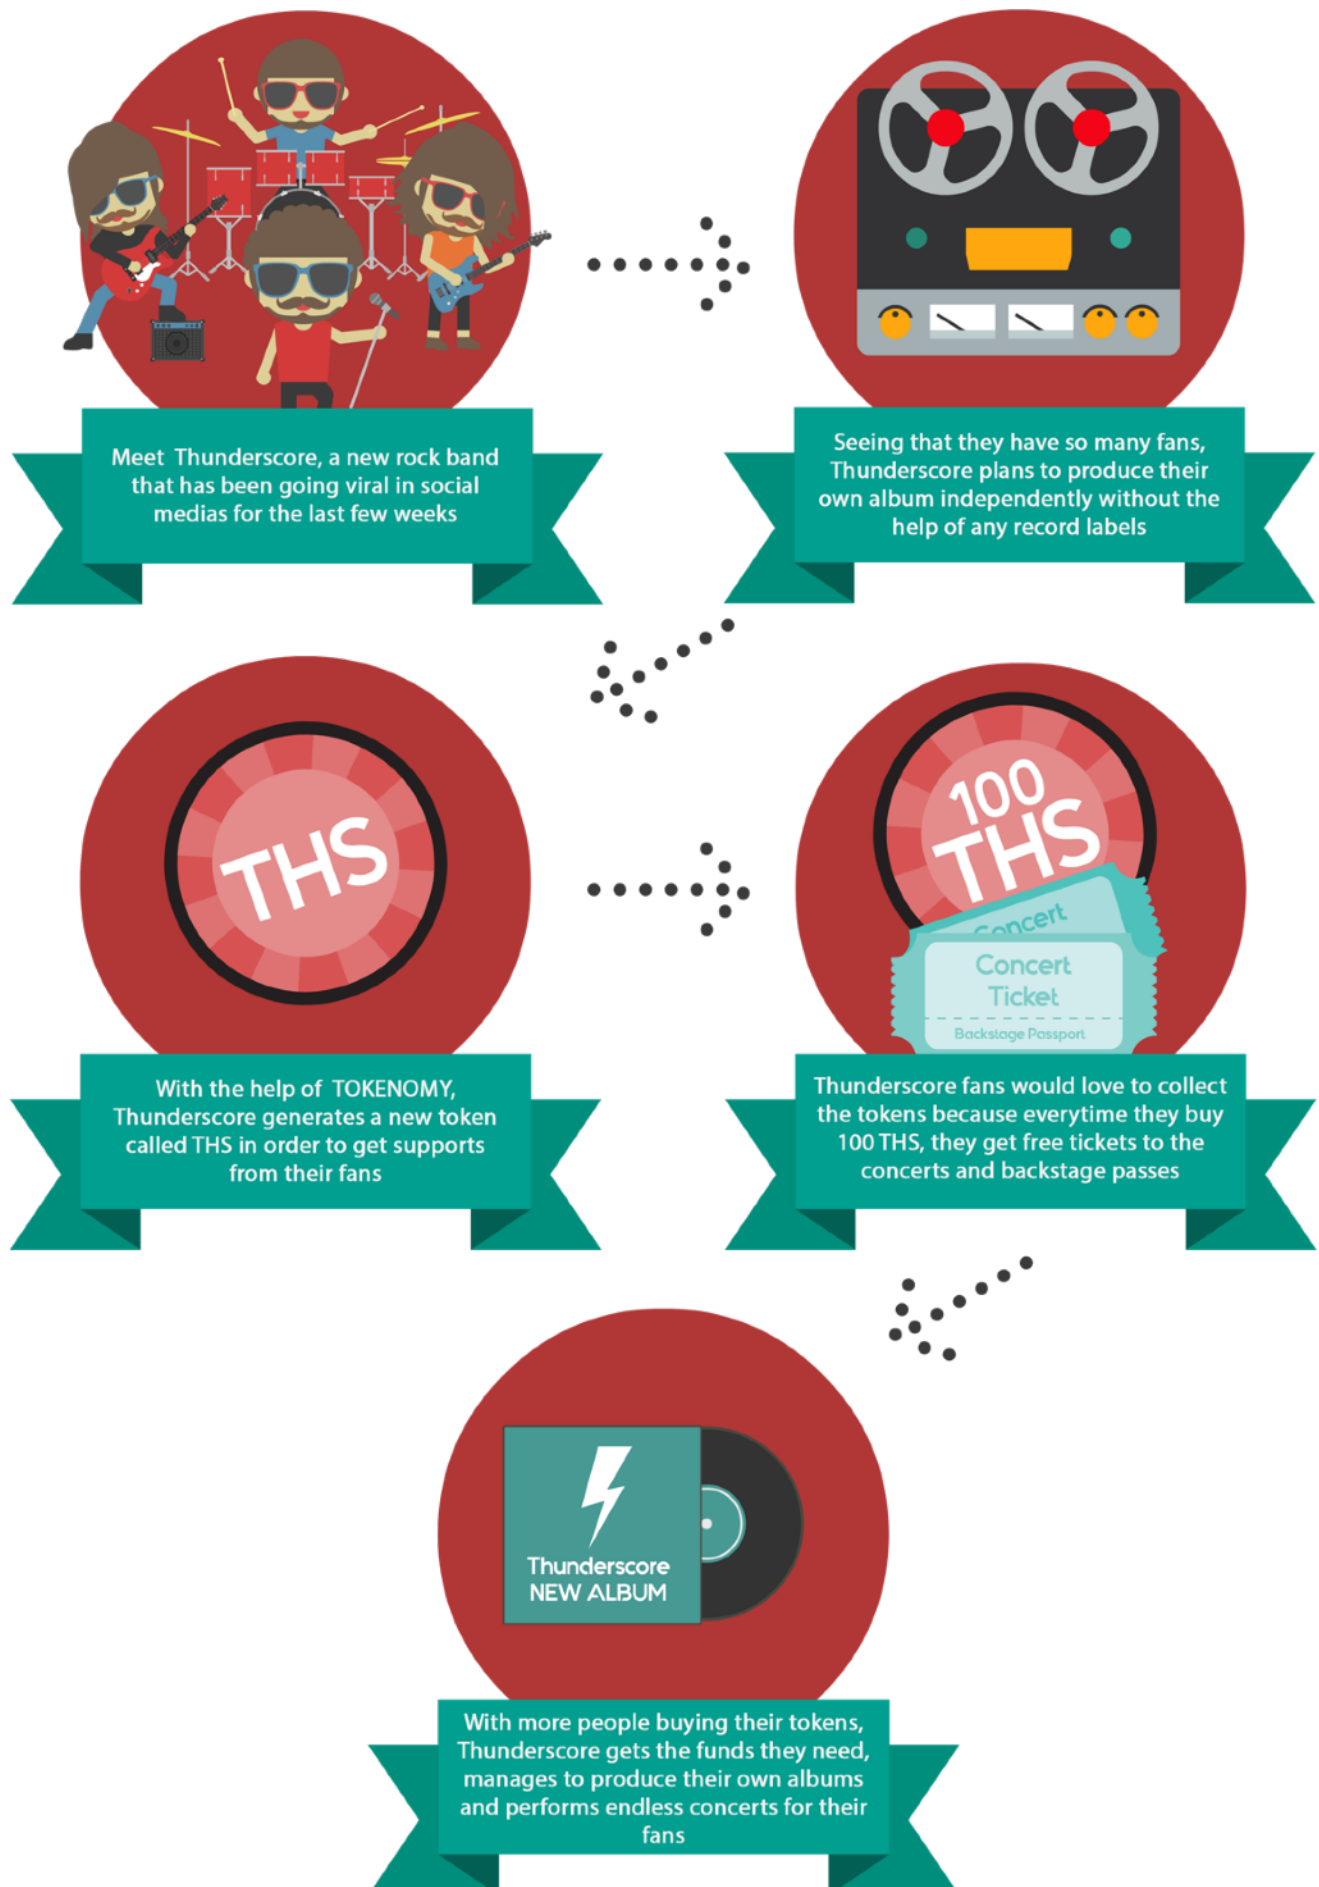 Meet Thunderscore, a new rock band
that has been going viral in social
medias for the last few weeks
Seeing that they have so many fans,
Thunderscore plans to produce their
own album independently without the
help of any record labels
THS
With the help of TOKENOMY,
Thunderscore generates a new token
called THS in order to get supports
from their fans
100
THS
Concert
Concert
Ticket
Backstage Passport
Thunderscore fans would love to collect
the tokens because everytime they buy
100 THS, they get free tickets to the
concerts and backstage passes
Thunderscore
NEW ALBUM
With more people buying their tokens,
Thunderscore gets the funds they need,
manages to produce their own albums
and performs endless concerts for their
fans